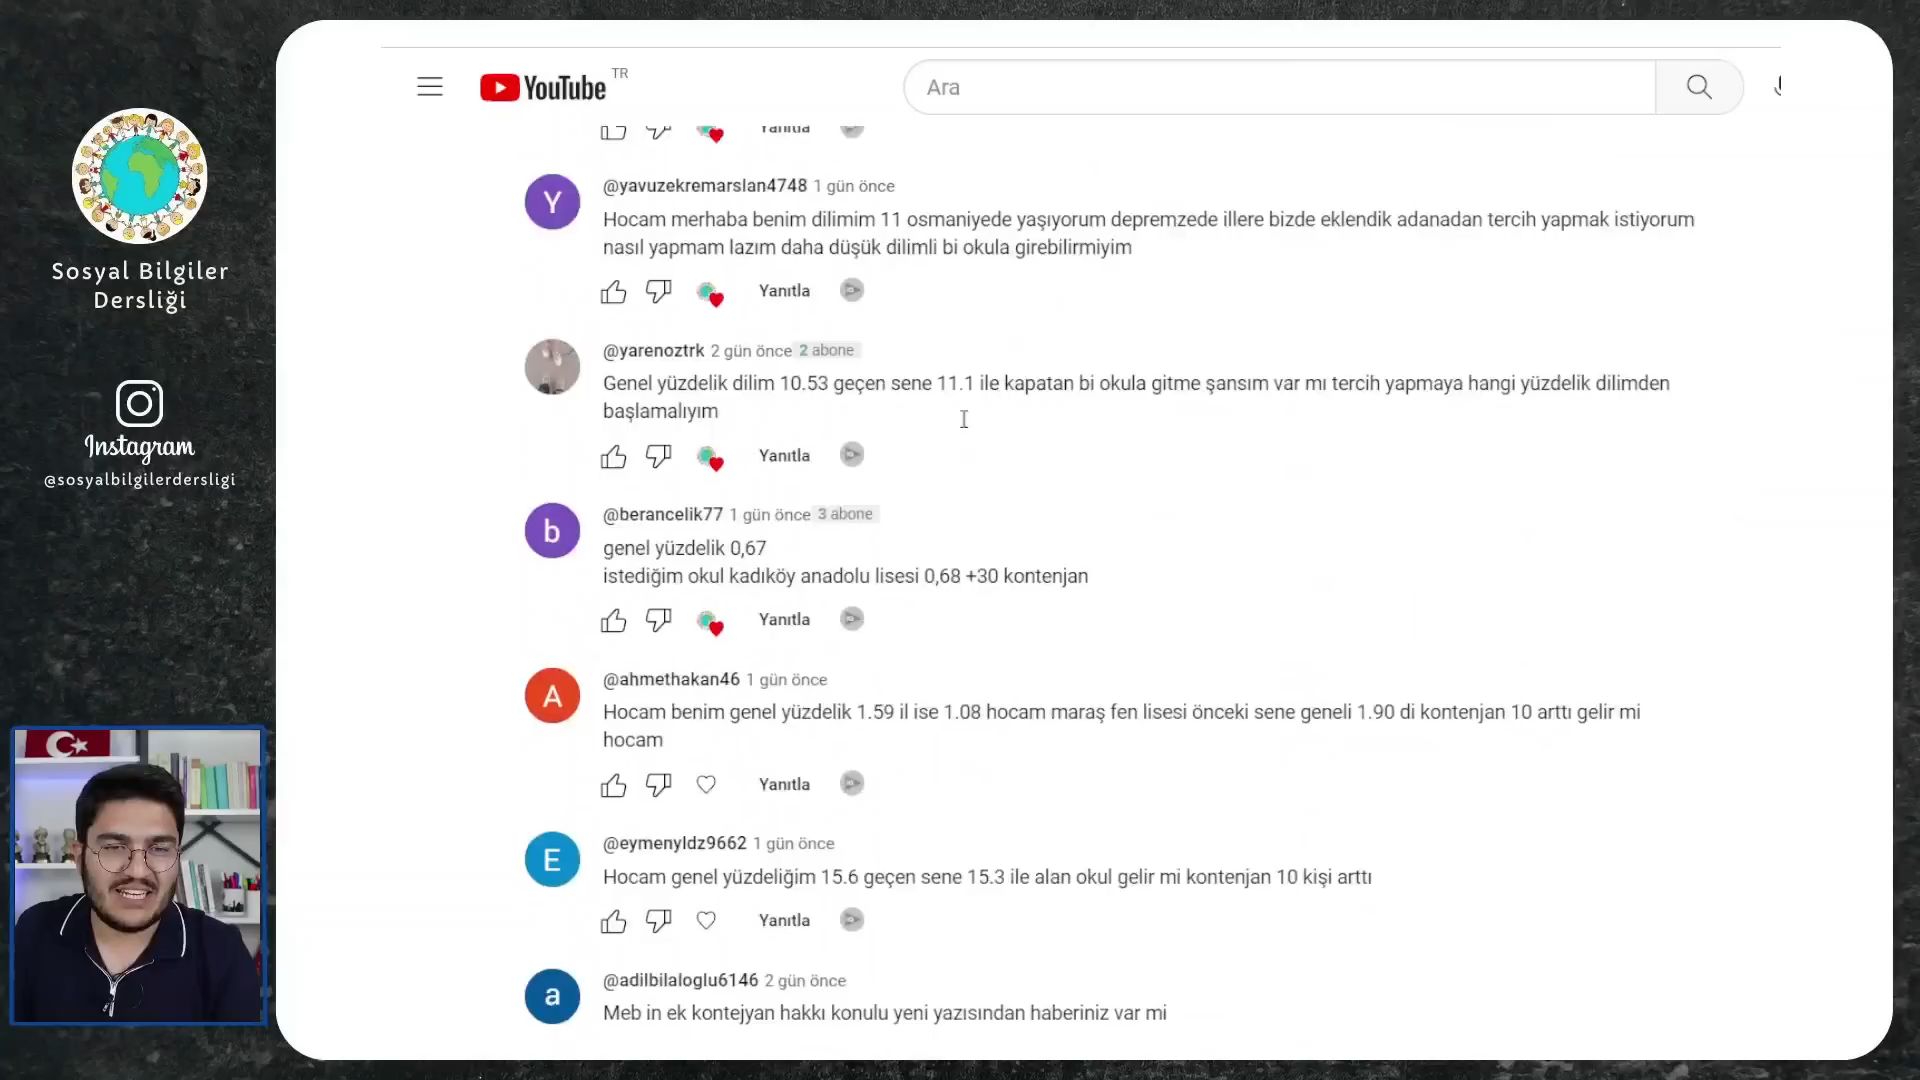 Sosyal Bilgiler
Dersliği
Instagram
@sosyalbilgilerdersligi
YouTube TR
Ara
Yanıtla
@yavuzekremarslan4748 1 gün önce
Hocam merhaba benim dilimim 11 osmaniyede yaşıyorum depremzede illere bizde eklendik adanadan tercih yapmak istiyorum
nasıl yapmam lazım daha düşük dilimli bi okula girebilirmiyim
Yanıtla
@yarenoztrk 2 gün önce 2 abone
Genel yüzdelik dilim 10.53 geçen sene 11.1 ile kapatan bi okula gitme şansım var mı tercih yapmaya hangi yüzdelik dilimden
başlamalıyım
Yanıtla
b
@berancelik77 1 gün önce 3 abone
genel yüzdelik 0,67
istediğim okul kadıköy anadolu lisesi 0,68 +30 kontenjan
Yanıtla
A
@ahmethakan46 1 gün önce
Hocam benim genel yüzdelik 1.59 il ise 1.08 hocam maraş fen lisesi önceki sene geneli 1.90 di kontenjan 10 arttı gelir mi
hocam
Yanıtla
E
@eymenyldz9662 1 gün önce
Hocam genel yüzdeliğim 15.6 geçen sene 15.3 ile alan okul gelir mi kontenjan 10 kişi arttı
Yanıtla
a
@adilbilaloglu6146 2 gün önce
Meb in ek kontejyan hakkı konulu yeni yazısından haberiniz var mi
Y